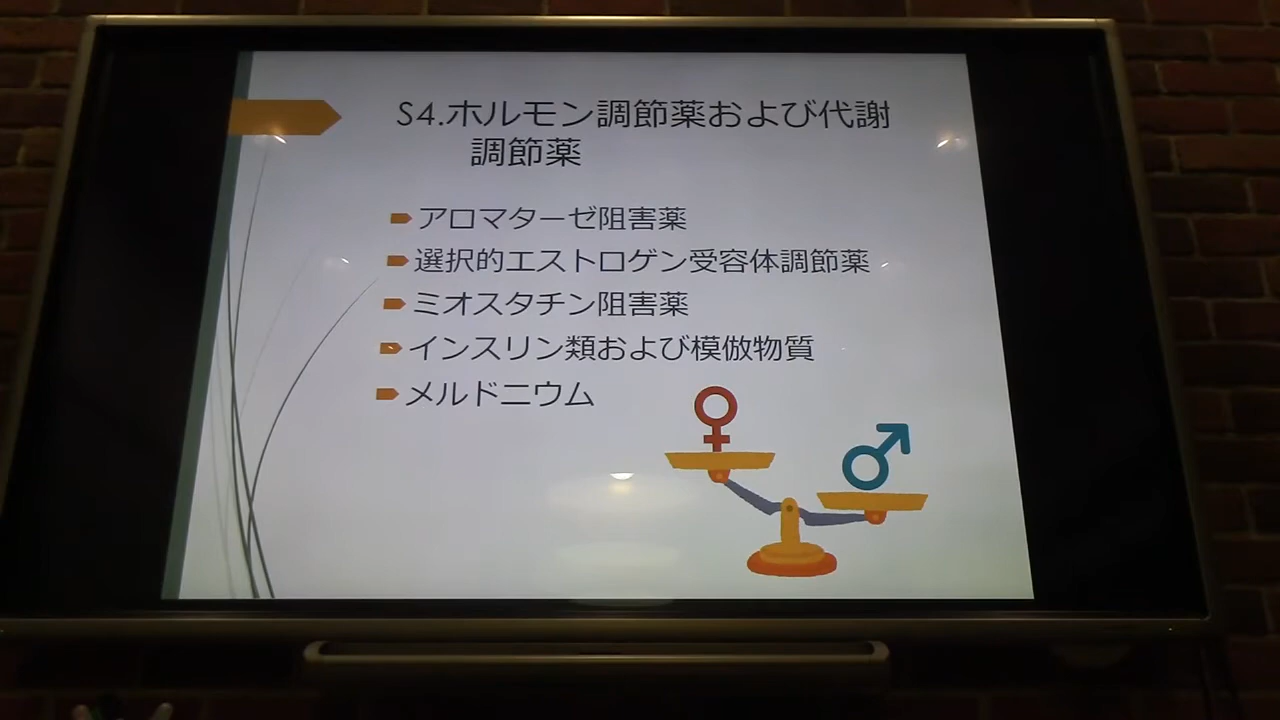 S4.ホルモン調節薬および代謝
調節薬
アロマターゼ阻害薬
選択的エストロゲン受容体調節薬
ミオスタチン阻害薬
インスリン類および模倣物質
メルドニウム